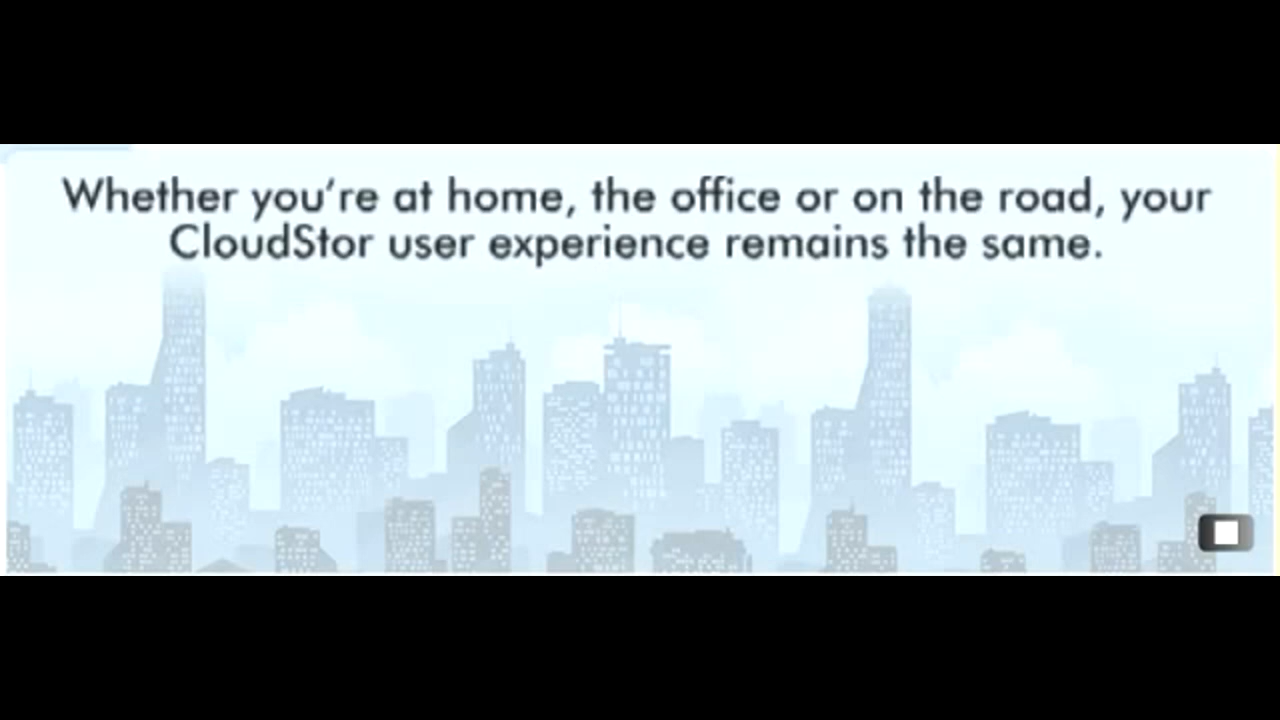 Whether you're at home, the office or on the road, your
CloudStor user experience remains the same.